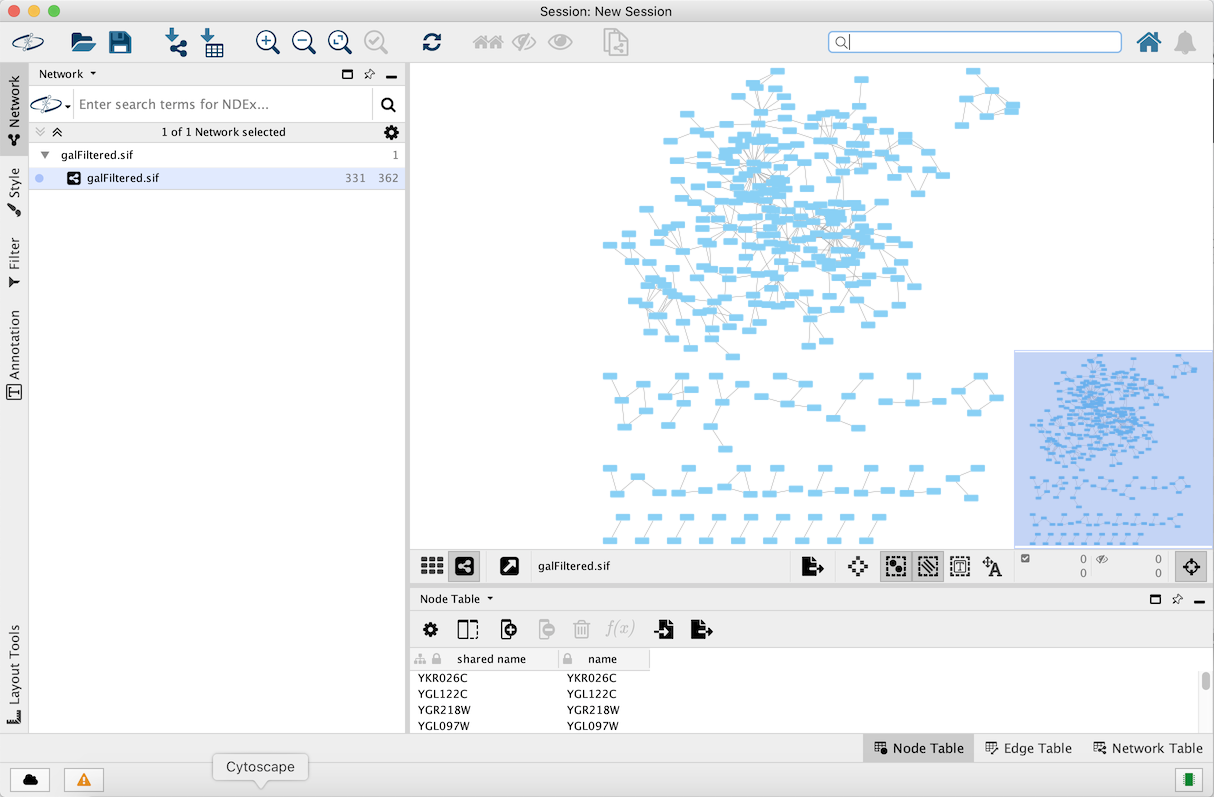 Session: New Session
Network
Enter search terms for NDEx...
1 of 1 Network selected
galFiltered.sif 1
galFiltered.sif 331 362
Network
Style
Filter
Annotation
Layout Tools
galFiltered.sif
T
A
0 0
0 0
Node Table
f(x)
shared name name
YKR026C YKR026C
YGL122C YGL122C
YGR218W YGR218W
YGL097W YGL097W
Node Table Edge Table Network Table
Cytoscape